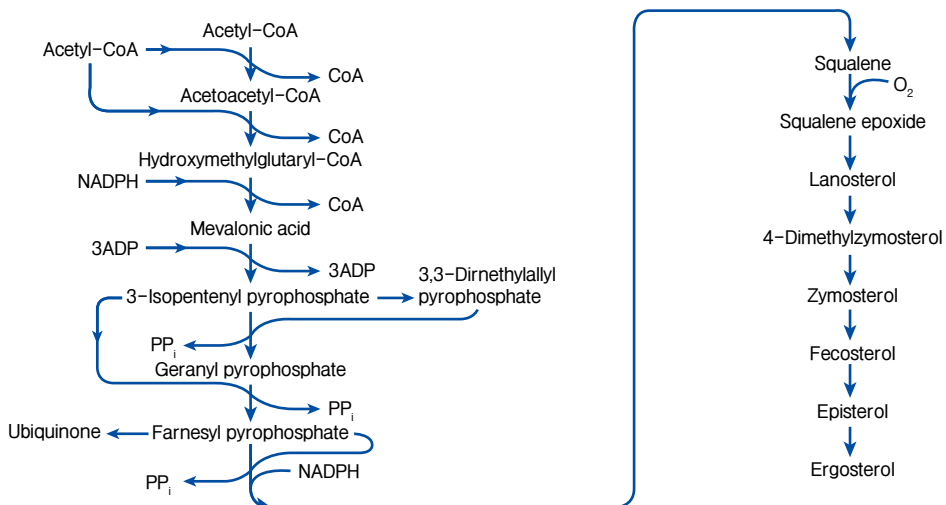 Acetyl-CoA
Acetyl-CoA
CoA
Acetoacetyl-CoA
CoA
Hydroxymethylglutaryl-CoA
NADPH
CoA
Mevalonic acid
3ADP
3ADP
3,3-Dirnethylallyl
pyrophosphate
3-Isopentenyl pyrophosphate
PPi
Geranyl pyrophosphate
PPi
Ubiquinone
Farnesyl pyrophosphate
NADPH
PPi
Squalene
O2
Squalene epoxide
Lanosterol
4-Dimethylzymosterol
Zymosterol
Fecosterol
Episterol
Ergosterol